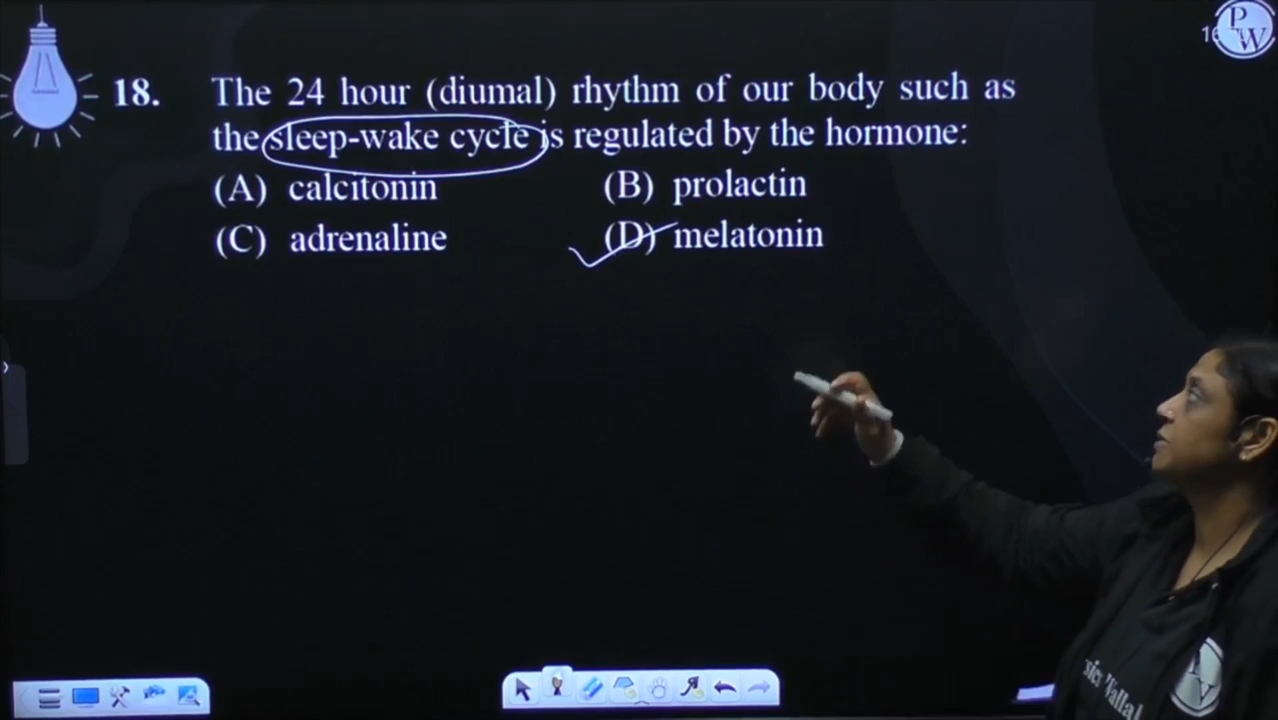 P
W
18. The 24 hour (diumal) rhythm of our body such as
the sleep-wake cycle is regulated by the hormone:
(A) calcitonin (B) prolactin
(C) adrenaline (D) melatonin